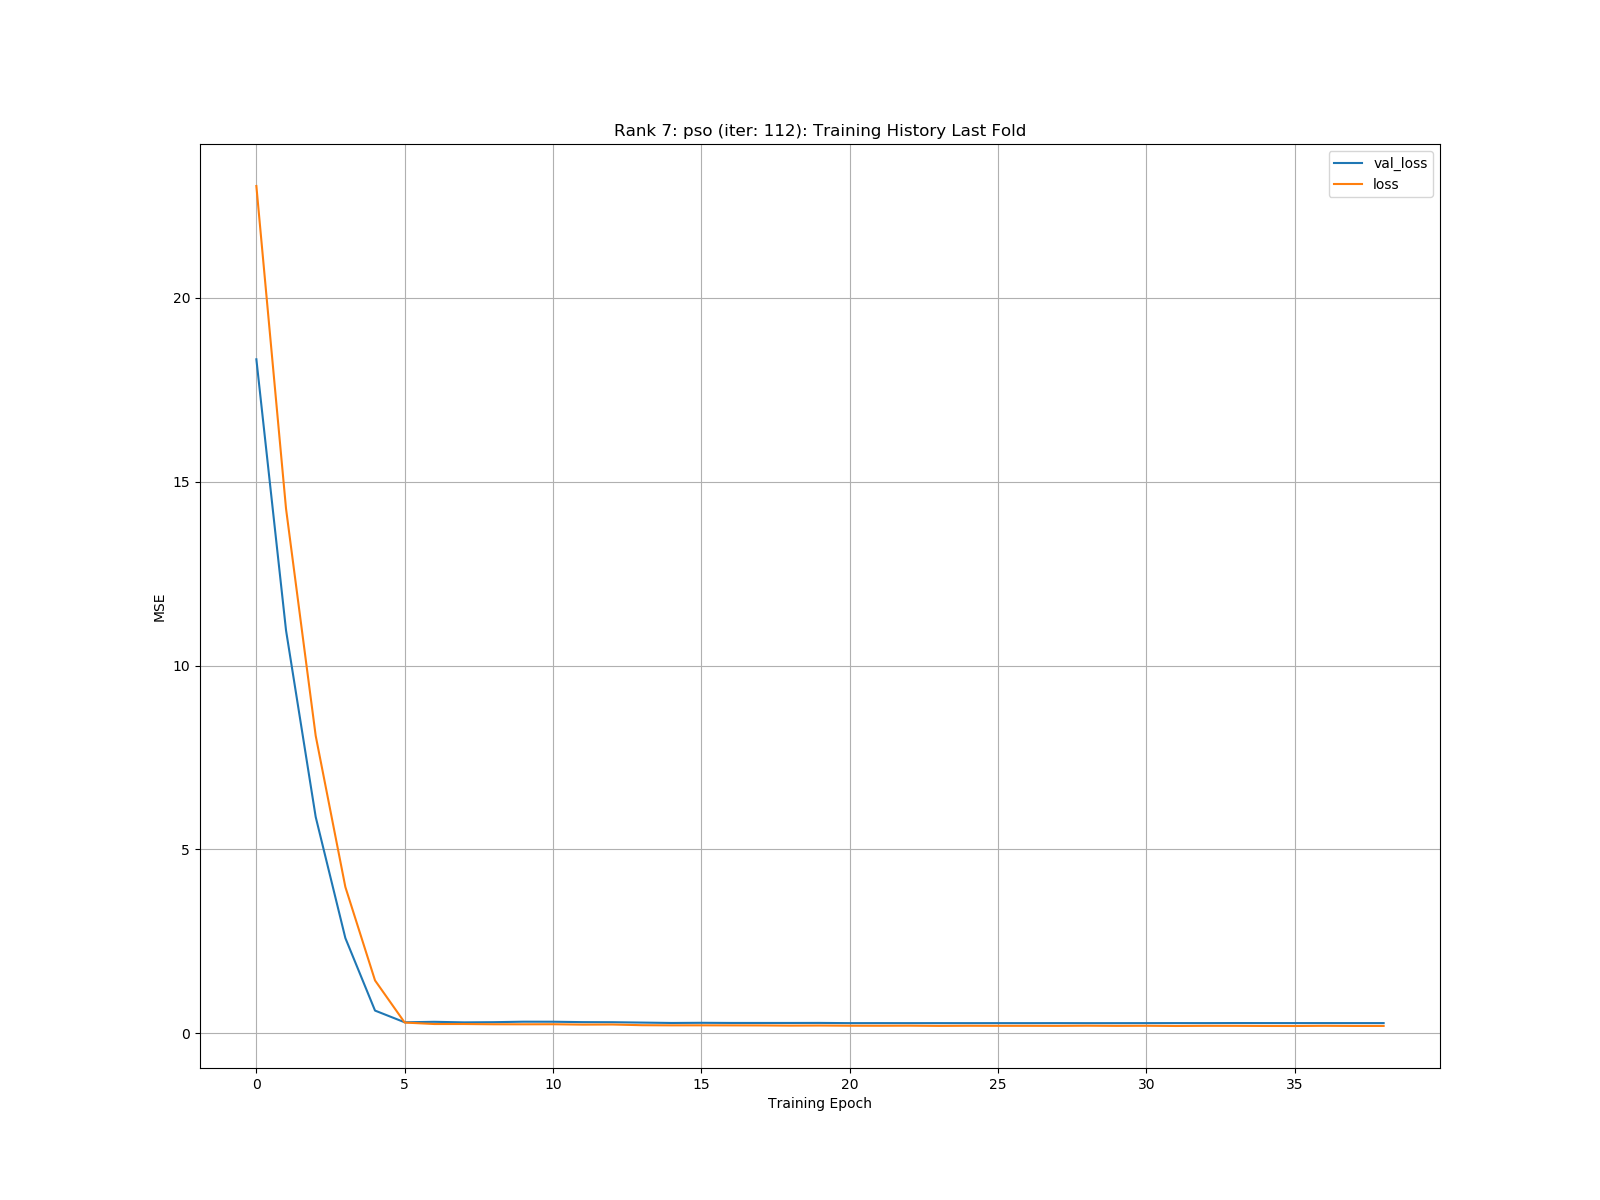 Rank 7: pso (iter: 112): Training History Last Fold
val_loss
loss
20
15
10
5
0
MSE
0 5 10 15 20 25 30 35
Training Epoch